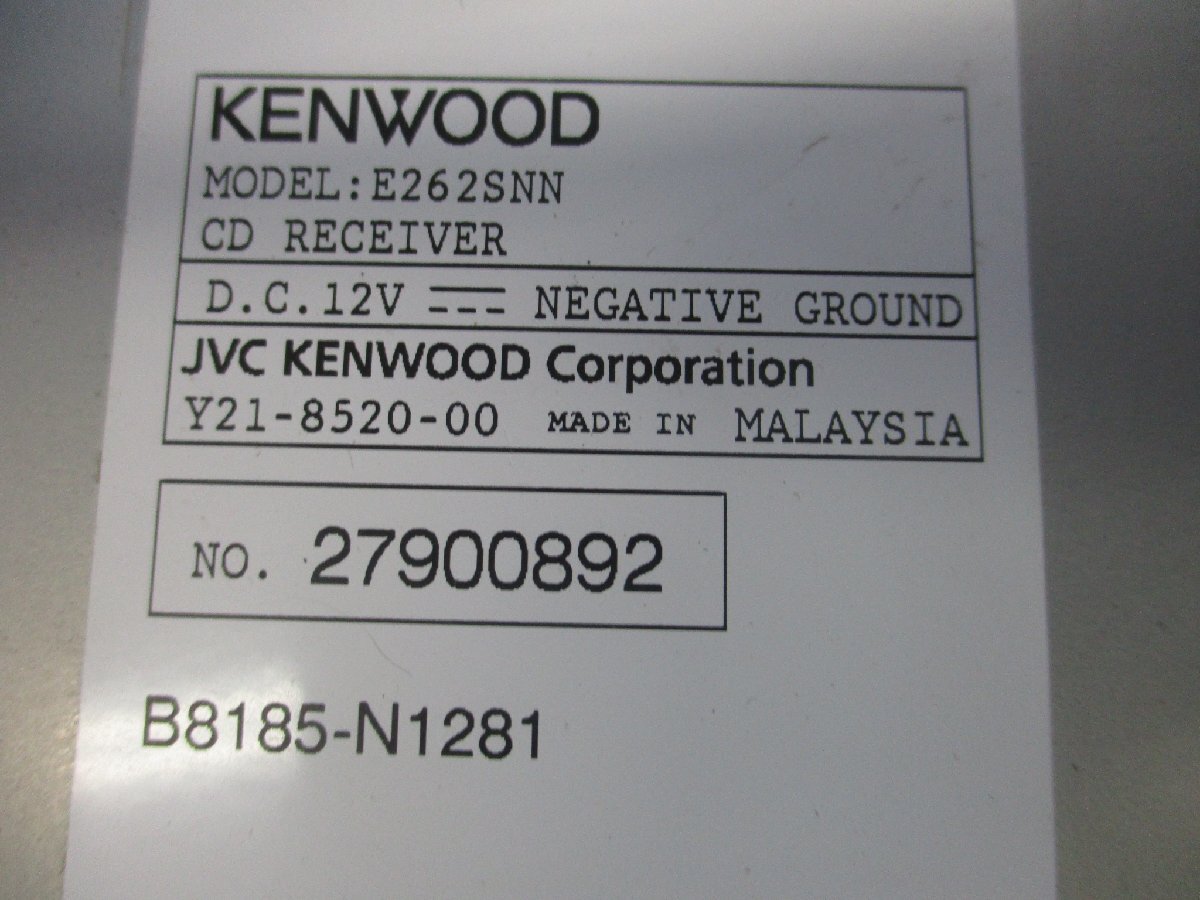 KENWOOD
MODEL:E262SNN
CD RECEIVER
D.C.12V ⎓ NEGATIVE GROUND
JVC KENWOOD Corporation
Y21-8520-00 MADE IN MALAYSIA
NO. 27900892
B8185-N1281